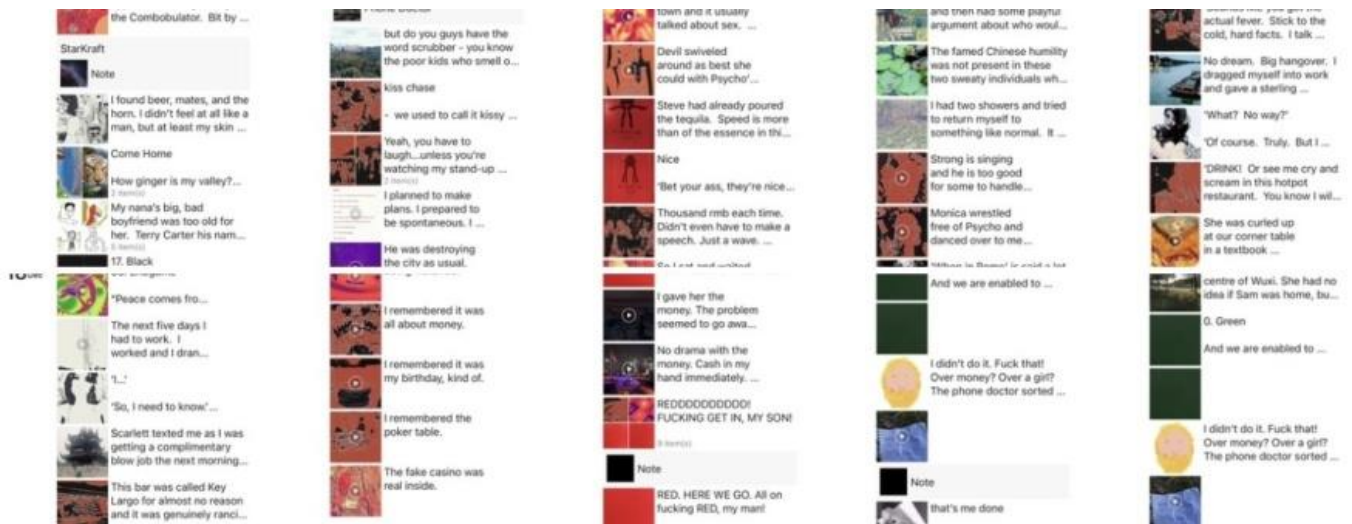 the Combobulator. Bit by ...
StarKraft
Note
I found beer, mates, and the
horn. I didn't feel at all like a
man, but at least my skin ...
Come Home
How ginger is my valley?...
2 item(s)
My nana's big, bad
boyfriend was too old for
her. Terry Carter his nam...
6 item(s)
17. Black
"Peace comes fro...
The next five days I
had to work. I
worked and I dran...
'I...'
'So, I need to know.'...
Scarlett texted me as I was
getting a complimentary
blow job the next morning...
This bar was called Key
Largo for almost no reason
and it was genuinely ranci...
but do you guys have the
word scrubber - you know
the poor kids who smell o...
kiss chase
- we used to call it kissy ...
Yeah, you have to
laugh...unless you're
watching my stand-up ...
2 item(s)
I planned to make
plans. I prepared to
be spontaneous. I ...
He was destroying
the city as usual.
I remembered it was
all about money.
I remembered it was
my birthday, kind of.
I remembered the
poker table.
The fake casino was
real inside.
town and it usually
talked about sex. ...
Devil swiveled
around as best she
could with Psycho'...
Steve had already poured
the tequila. Speed is more
than of the essence in thi...
Nice
'Bet your ass, they're nice...
Thousand rmb each time.
Didn't even have to make a
speech. Just a wave. ...
So I sat and waited
I gave her the
money. The problem
seemed to go awa...
No drama with the
money. Cash in my
hand immediately. ...
REDDDDDDDDDD!
FUCKING GET IN, MY SON!
9 item(s)
Note
RED. HERE WE GO. All on
fucking RED, my man!
and then had some playful
argument about who woul...
The famed Chinese humility
was not present in these
two sweaty individuals wh...
I had two showers and tried
to return myself to
something like normal. It ...
Strong is singing
and he is too good
for some to handle...
Monica wrestled
free of Psycho and
danced over to me...
'When in Rome' is said a lot
And we are enabled to ...
I didn't do it. Fuck that!
Over money? Over a girl?
The phone doctor sorted ...
Note
that's me done
actual fever. Stick to the
cold, hard facts. I talk ...
No dream. Big hangover. I
dragged myself into work
and gave a sterling ...
'What? No way?'
'Of course. Truly. But I ...
'DRINK! Or see me cry and
scream in this hotpot
restaurant. You know I wil...
She was curled up
at our corner table
in a textbook ...
centre of Wuxi. She had no
idea if Sam was home, bu...
0. Green
And we are enabled to ...
I didn't do it. Fuck that!
Over money? Over a girl?
The phone doctor sorted ...